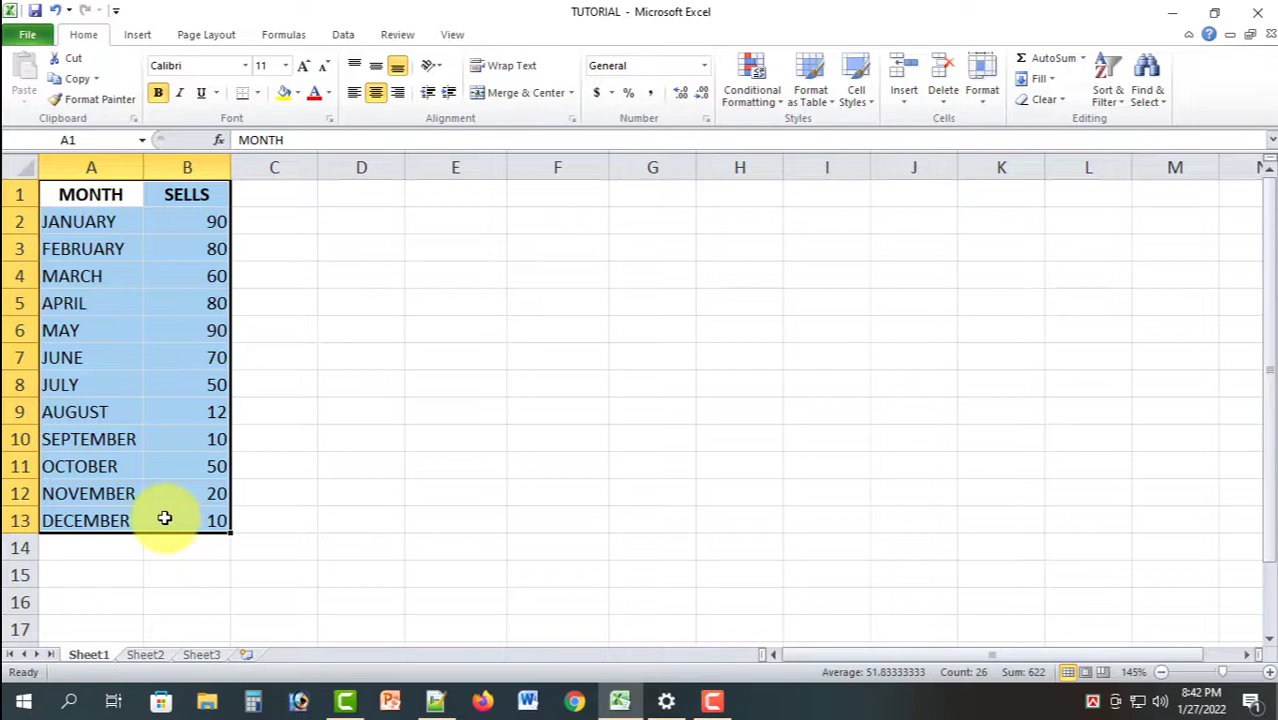 TUTORIAL - Microsoft Excel
File Home Insert Page Layout Formulas Data Review View
Paste
Cut
Copy
Format Painter
Clipboard
Calibri 11
B I U
Font
Wrap Text
Merge & Center
Alignment
General
$ % ,
Number
Conditional Formatting
Format as Table
Cell Styles
Styles
Insert
Delete
Format
Cells
AutoSum
Fill
Clear
Sort & Filter
Find & Select
Editing
A1 fx MONTH
A B C D E F G H I J K L M
1 MONTH SELLS
2 JANUARY 90
3 FEBRUARY 80
4 MARCH 60
5 APRIL 80
6 MAY 90
7 JUNE 70
8 JULY 50
9 AUGUST 12
10 SEPTEMBER 10
11 OCTOBER 50
12 NOVEMBER 20
13 DECEMBER 10
14
15
16
17
Sheet1 Sheet2 Sheet3
Ready Average: 51.83333333 Count: 26 Sum: 622 145%
8:42 PM
1/27/2022